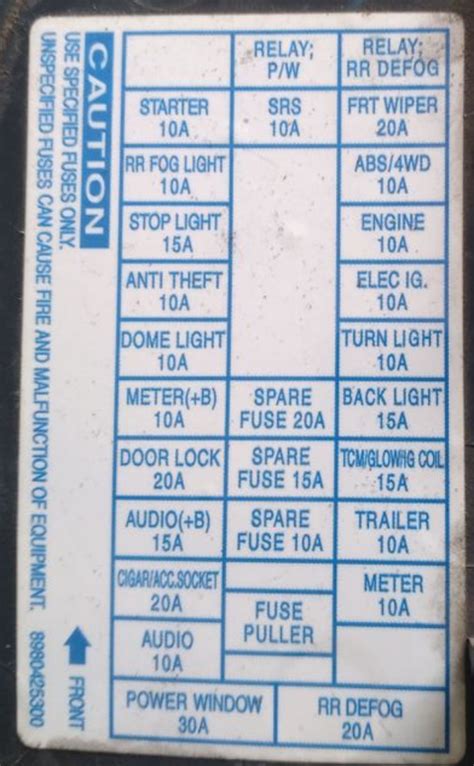 CAUTION
USE SPECIFIED FUSES ONLY.
UNSPECIFIED FUSES CAN CAUSE FIRE AND MALFUNCTION OF EQUIPMENT.
8980425300
FRONT
RELAY;
P/W
RELAY;
RR DEFOG
STARTER
10A
SRS
10A
FRT WIPER
20A
RR FOG LIGHT
10A
ABS/4WD
10A
STOP LIGHT
15A
ENGINE
10A
ANTI THEFT
10A
ELEC IG.
10A
DOME LIGHT
10A
TURN LIGHT
10A
METER(+B)
10A
SPARE
FUSE 20A
BACK LIGHT
15A
DOOR LOCK
20A
SPARE
FUSE 15A
TCM/GLOW/IG COIL
15A
AUDIO(+B)
15A
SPARE
FUSE 10A
TRAILER
10A
CIGAR/ACC.SOCKET
20A
FUSE
PULLER
METER
10A
AUDIO
10A
POWER WINDOW
30A
RR DEFOG
20A